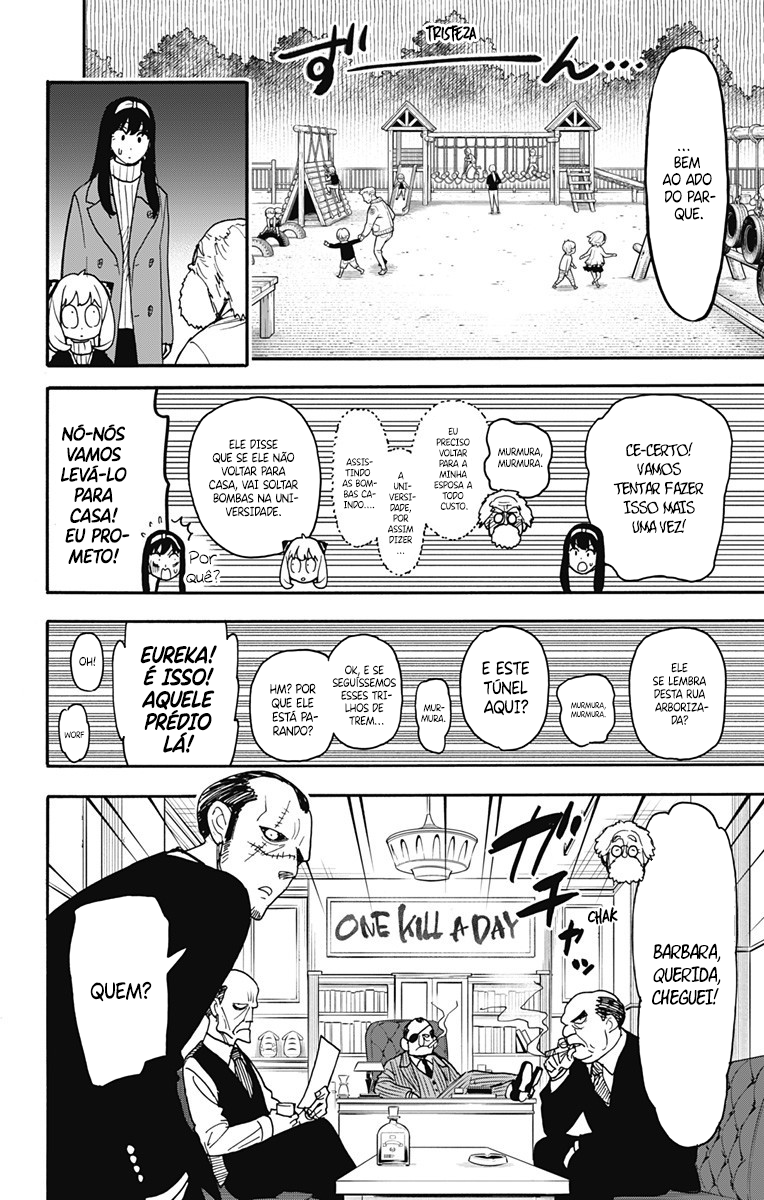 ...
BEM
AO ADO
DO PAR-
QUE.
TRISTEZA
ずーーん…
CE-CERTO!
VAMOS
TENTAR FAZER
ISSO MAIS
UMA VEZ!
MURMURA,
MURMURA.
EU
PRECISO
VOLTAR
PARA A
MINHA
ESPOSA A
TODO
CUSTO.
A
UNI-
VERSI-
DADE,
POR
ASSIM
DIZER
...
ASSIS-
TINDO
AS BOM-
BAS CA-
INDO....
ELE DISSE
QUE SE ELE NÃO
VOLTAR PARA
CASA, VAI SOLTAR
BOMBAS NA UNI-
VERSIDADE.
Por
quê?
NÓ-NÓS
VAMOS
LEVÁ-LO
PARA
CASA!
EU PRO-
METO!
ELE
SE LEMBRA
DESTA RUA
ARBORIZA-
DA?
MURMURA,
MURMURA.
E ESTE
TÚNEL
AQUI?
MUR-
MURA.
OK, E SE
SEGUÍSSEMOS
ESSES TRI-
LHOS DE
TREM...
HM? POR
QUE ELE
ESTÁ PA-
RANDO?
EUREKA!
É ISSO!
AQUELE
PRÉDIO
LÁ!
OH!
WORF
BARBARA,
QUERIDA,
CHEGUEI!
ガチャッ
CHAK
ONE KILL A DAY
QUEM?